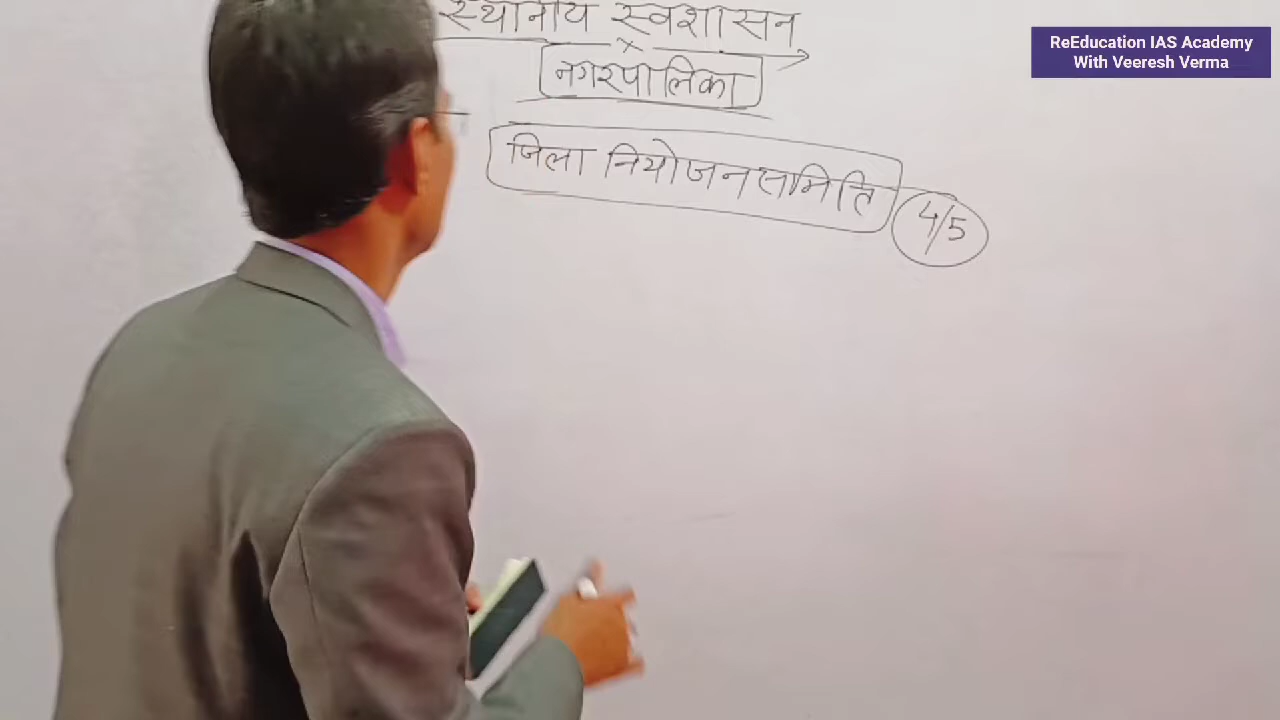 स्थानीय स्वशासन
नगरपालिका
जिला नियोजन समिति
4/5
ReEducation IAS Academy
With Veeresh Verma